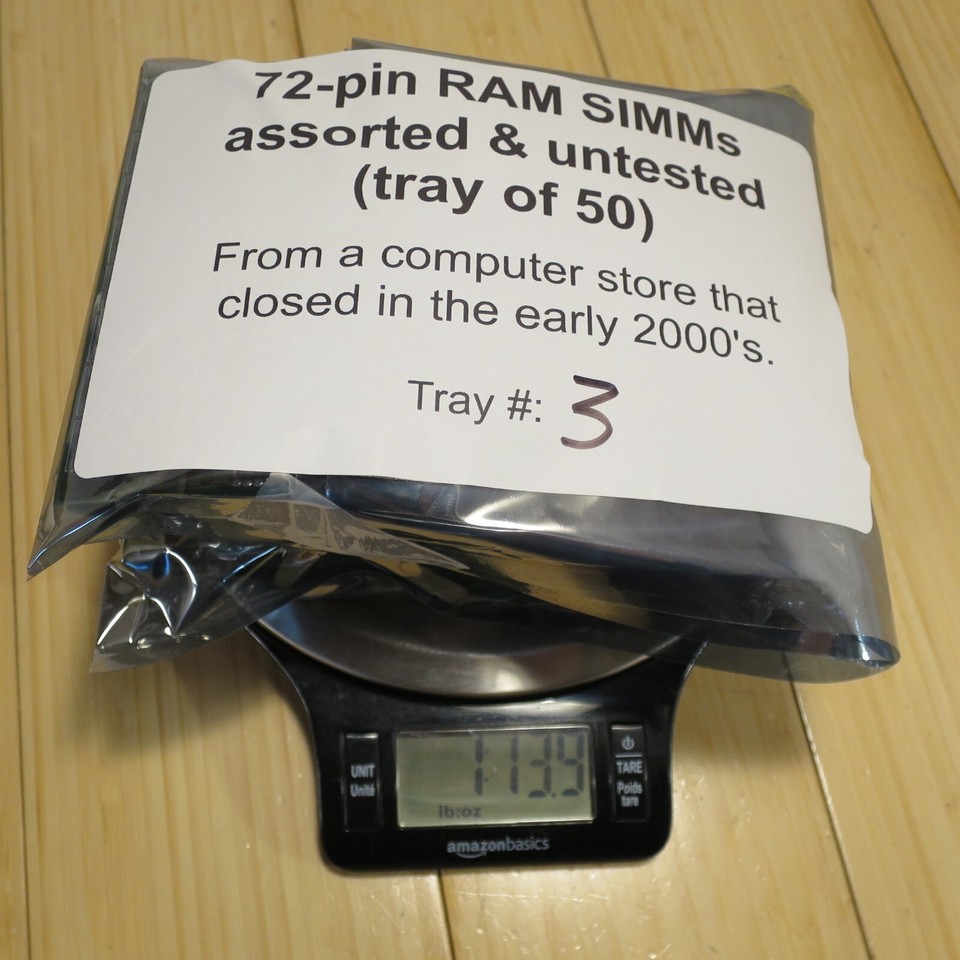 72-pin RAM SIMMs
assorted & untested
(tray of 50)
From a computer store that
closed in the early 2000's.
Tray #: 3
UNIT
Unité
1:13.9
lb:oz
TARE
Poids
tare
amazonbasics